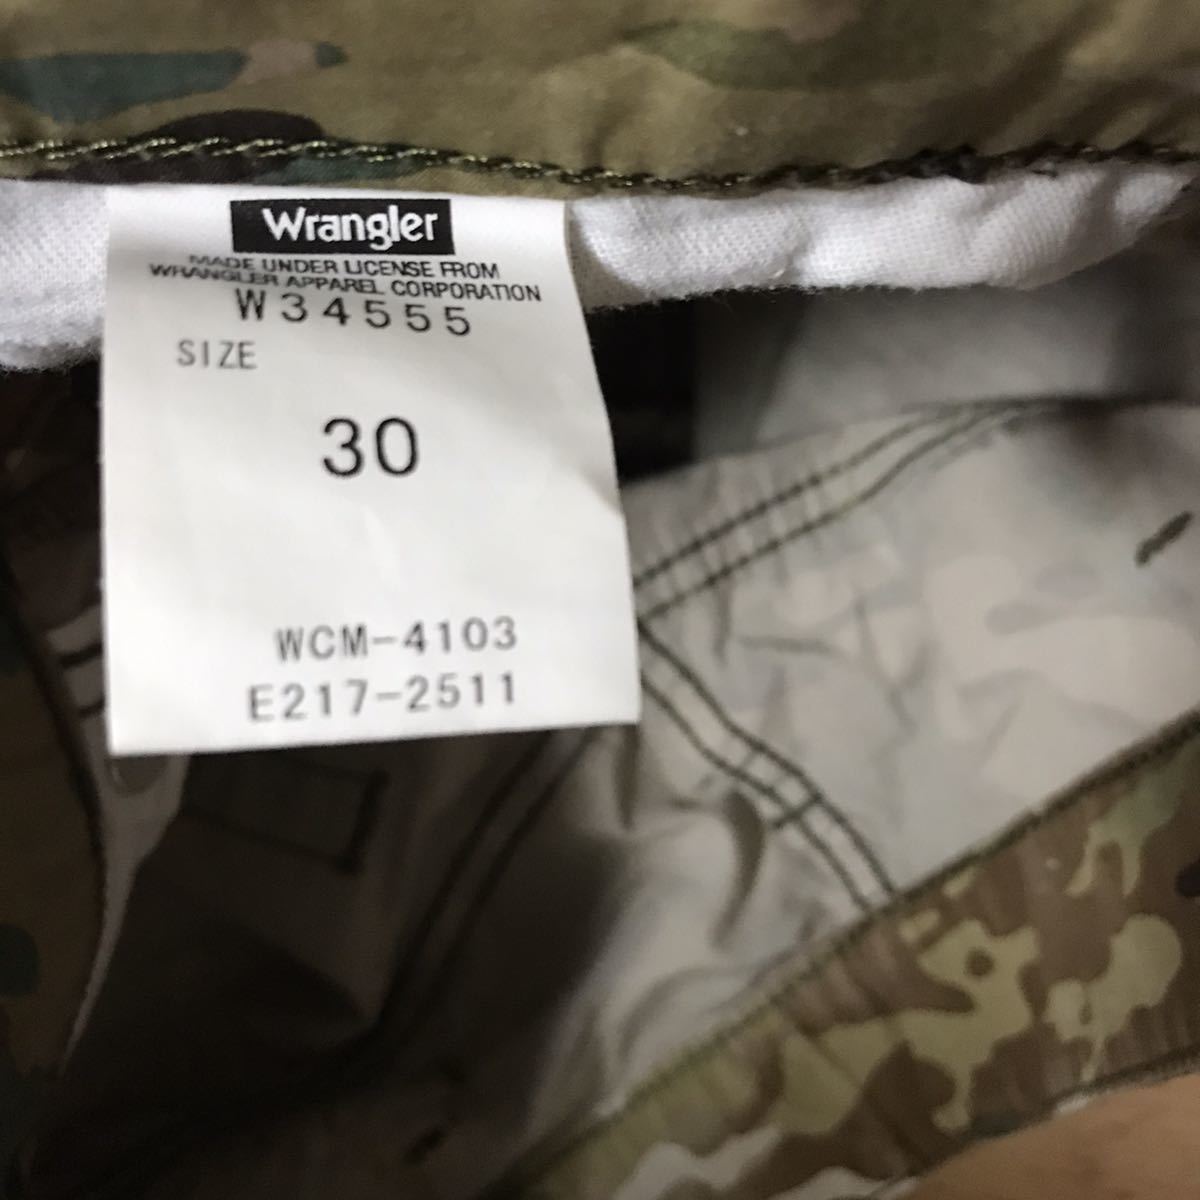 Wrangler
MADE UNDER LICENSE FROM
WRANGLER APPAREL CORPORATION
W34555
SIZE
30
WCM-4103
E217-2511